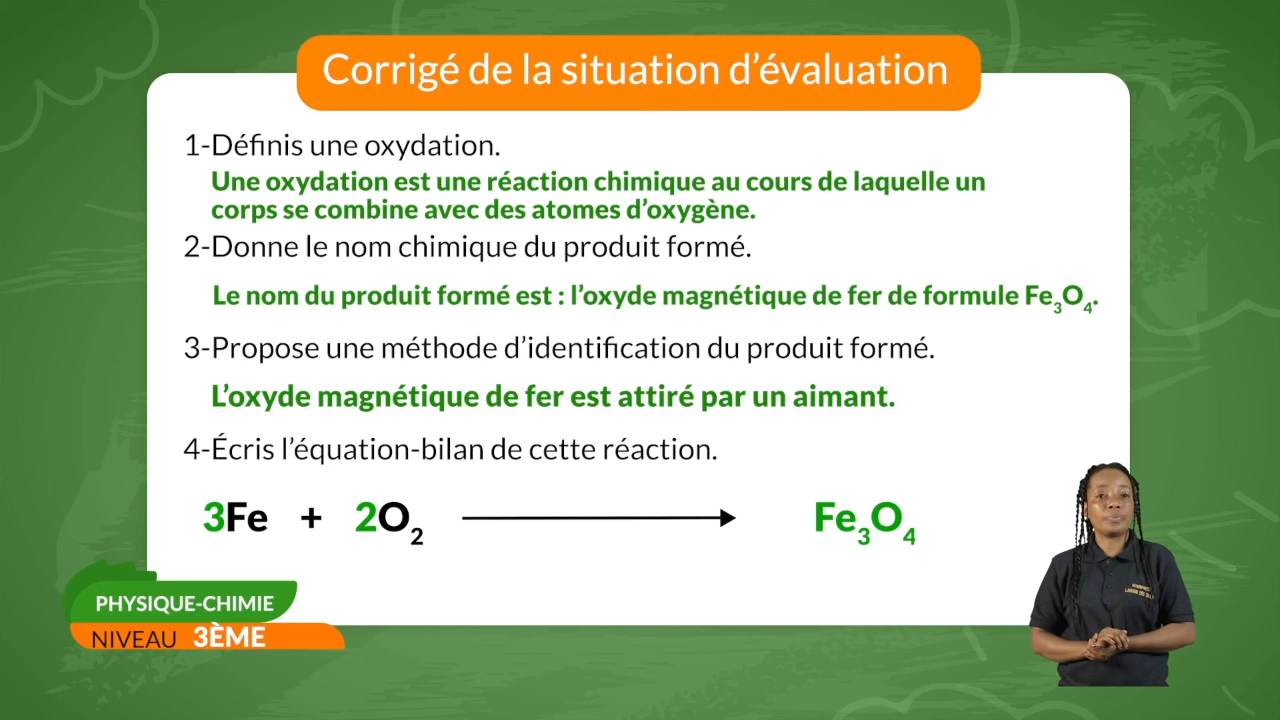 Corrigé de la situation d’évaluation
1-Définis une oxydation.
Une oxydation est une réaction chimique au cours de laquelle un
corps se combine avec des atomes d’oxygène.
2-Donne le nom chimique du produit formé.
Le nom du produit formé est : l’oxyde magnétique de fer de formule Fe₃O₄.
3-Propose une méthode d’identification du produit formé.
L’oxyde magnétique de fer est attiré par un aimant.
4-Écris l’équation-bilan de cette réaction.
3Fe + 2O₂ ⟶ Fe₃O₄
PHYSIQUE-CHIMIE
NIVEAU 3ÈME